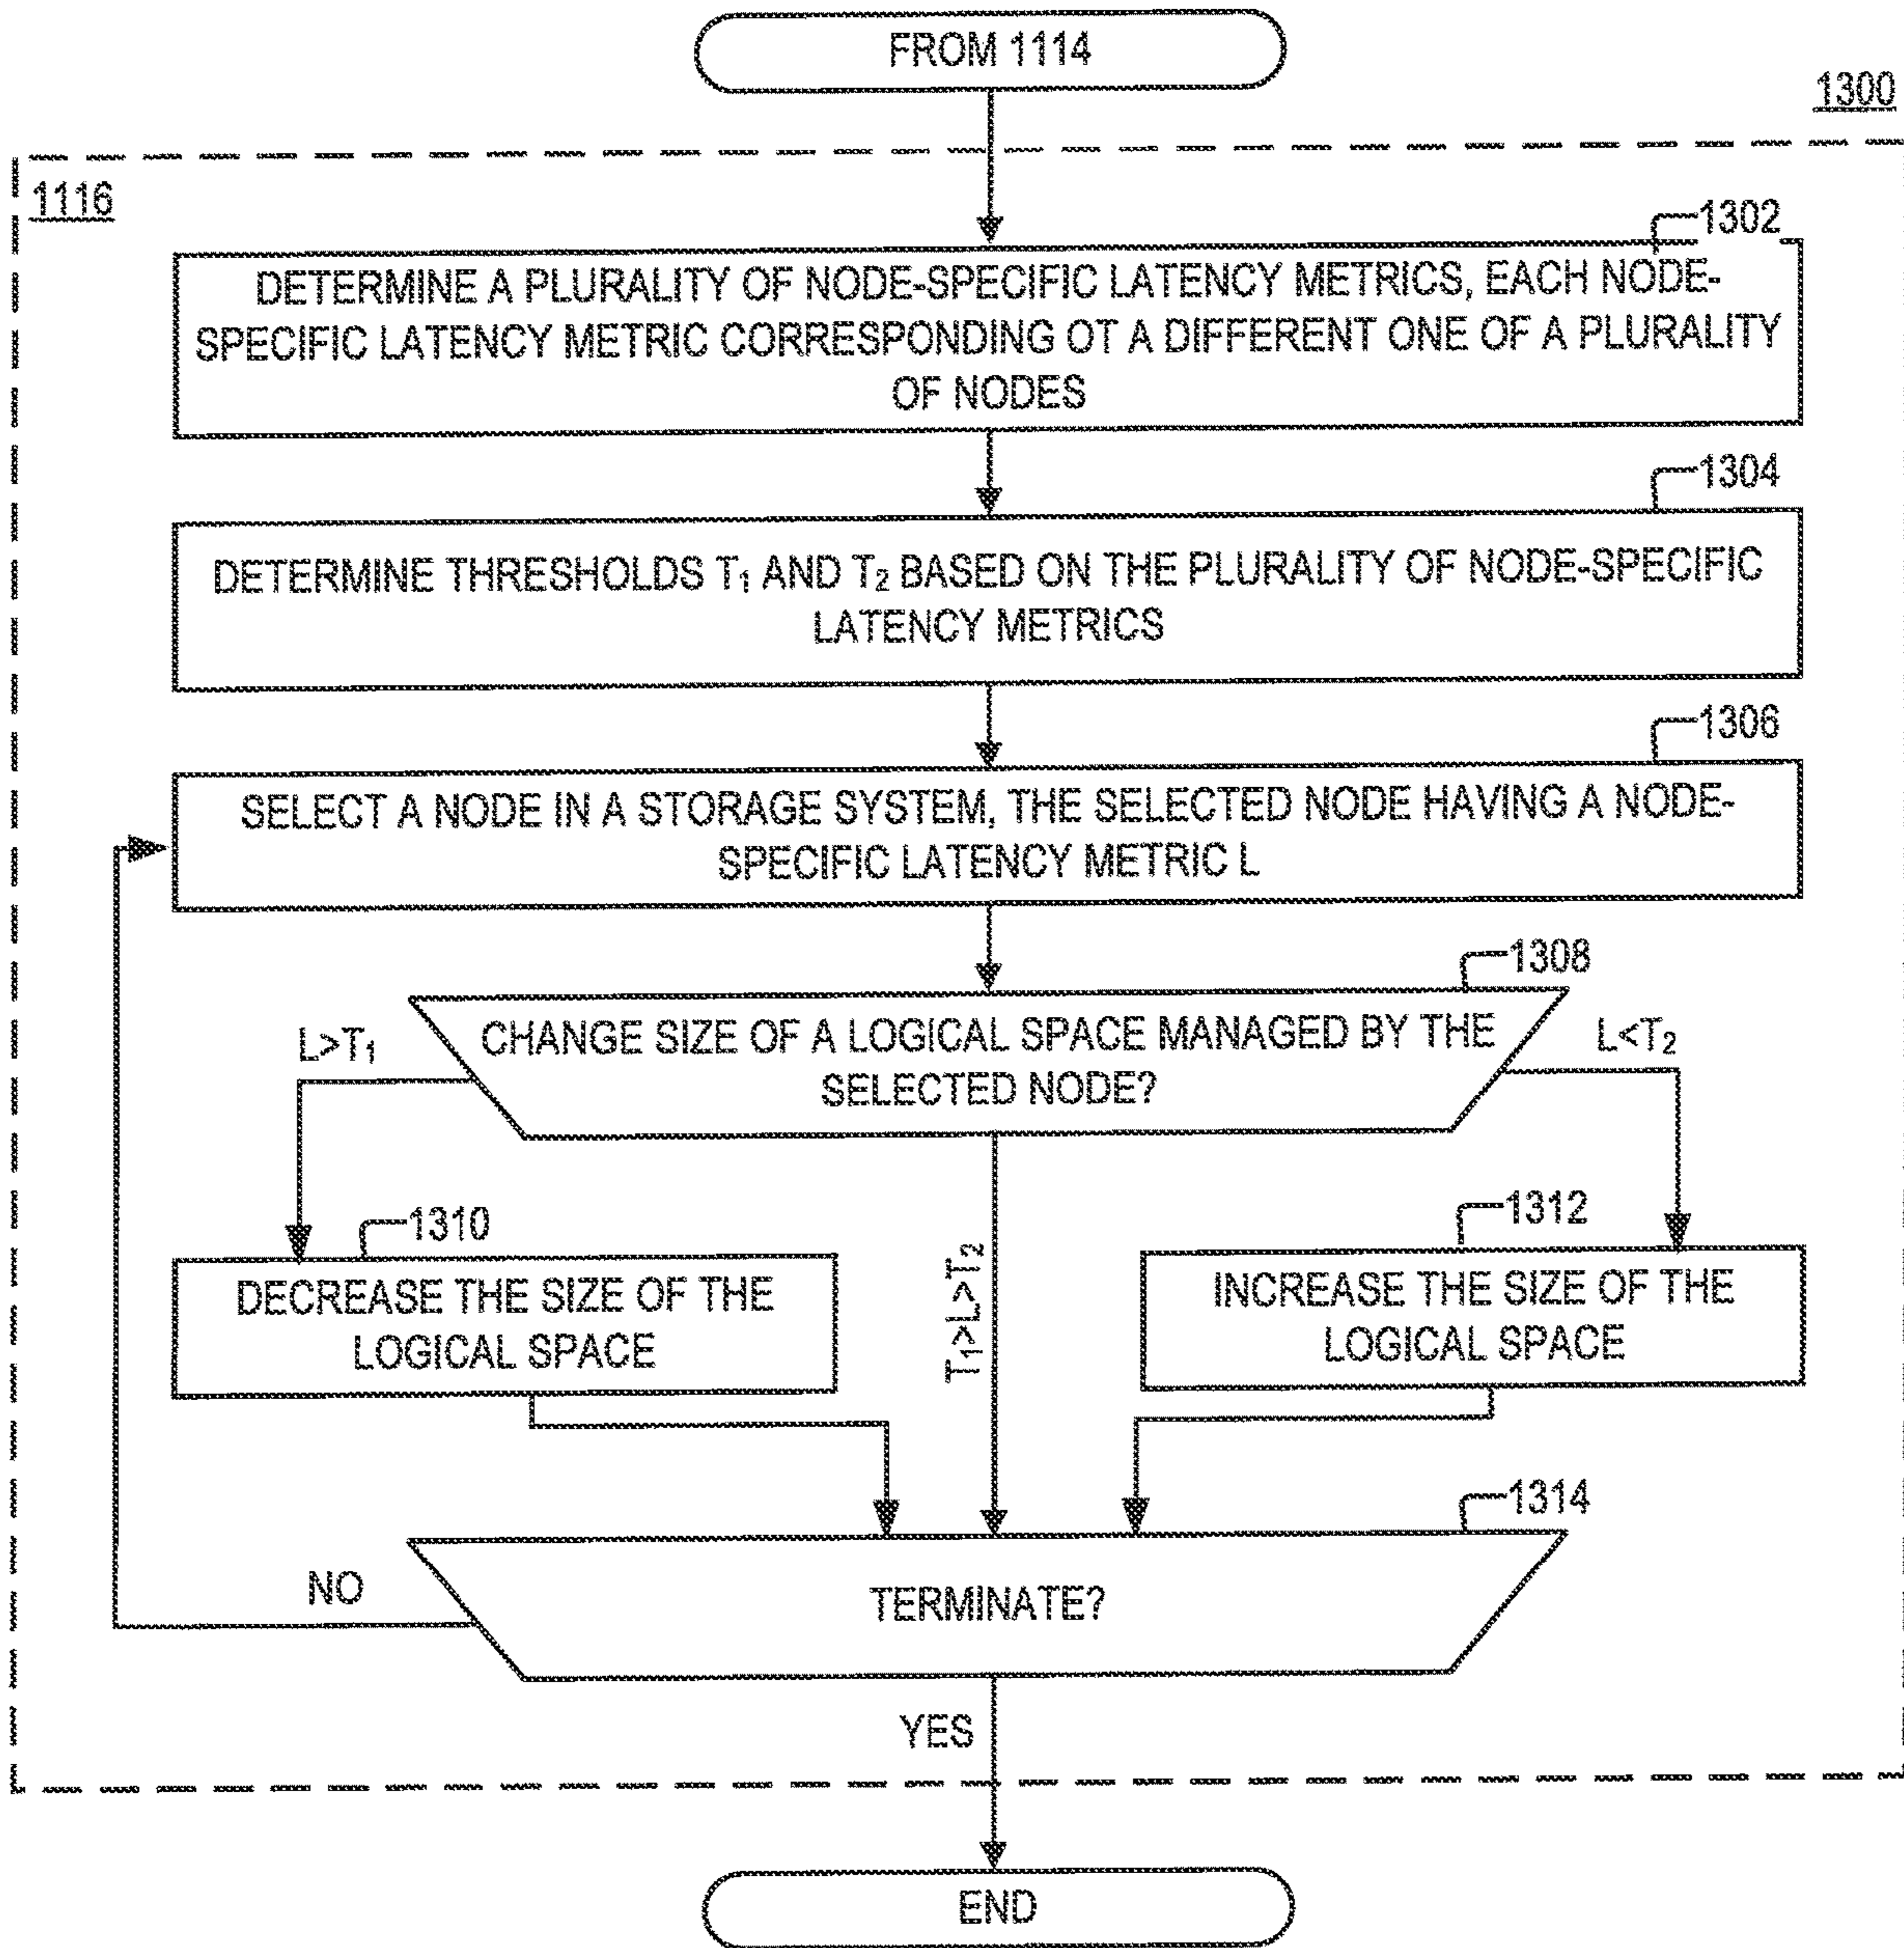 FROM 1114
1300
1116
1302
DETERMINE A PLURALITY OF NODE-SPECIFIC LATENCY METRICS, EACH NODE-
SPECIFIC LATENCY METRIC CORRESPONDING OT A DIFFERENT ONE OF A PLURALITY
OF NODES
1304
DETERMINE THRESHOLDS T₁ AND T₂ BASED ON THE PLURALITY OF NODE-SPECIFIC
LATENCY METRICS
1306
SELECT A NODE IN A STORAGE SYSTEM, THE SELECTED NODE HAVING A NODE-
SPECIFIC LATENCY METRIC L
1308
CHANGE SIZE OF A LOGICAL SPACE MANAGED BY THE
SELECTED NODE?
L>T₁
L<T₂
1310
DECREASE THE SIZE OF THE
LOGICAL SPACE
T₁>L>T₂
1312
INCREASE THE SIZE OF THE
LOGICAL SPACE
1314
TERMINATE?
NO
YES
END